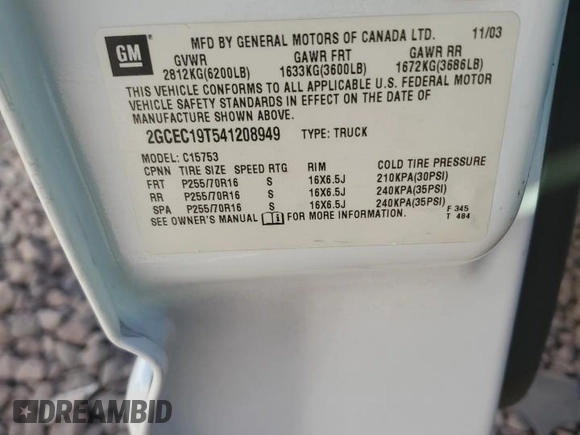 GM
MFD BY GENERAL MOTORS OF CANADA LTD. 11/03
GVWR GAWR FRT GAWR RR
2812KG(6200LB) 1633KG(3600LB) 1672KG(3686LB)
THIS VEHICLE CONFORMS TO ALL APPLICABLE U.S. FEDERAL MOTOR
VEHICLE SAFETY STANDARDS IN EFFECT ON THE DATE OF
MANUFACTURE SHOWN ABOVE.
2GCEC19T541208949 TYPE: TRUCK
MODEL: C15753
CPNN TIRE SIZE SPEED RTG RIM COLD TIRE PRESSURE
FRT P255/70R16 S 16X6.5J 210KPA(30PSI)
RR P255/70R16 S 16X6.5J 240KPA(35PSI)
SPA P255/70R16 S 16X6.5J 240KPA(35PSI)
SEE OWNER'S MANUAL i FOR MORE INFORMATION.
F 345
T 484
DREAMBID